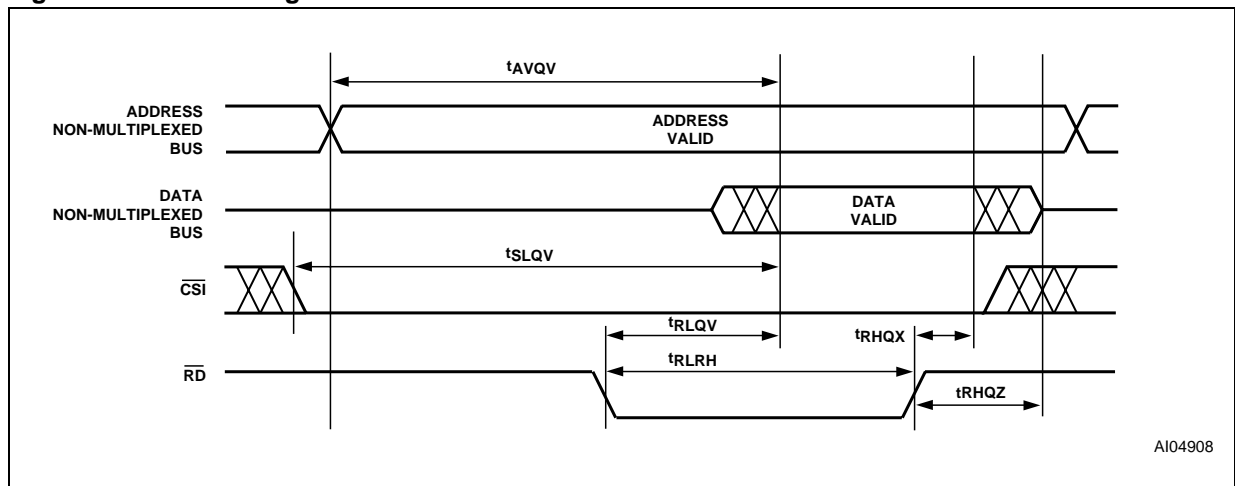 tAVQV
ADDRESS
NON-MULTIPLEXED
BUS
ADDRESS
VALID
DATA
NON-MULTIPLEXED
BUS
DATA
VALID
tSLQV
CSI
tRLQV
tRHQX
tRLRH
RD
tRHQZ
AI04908